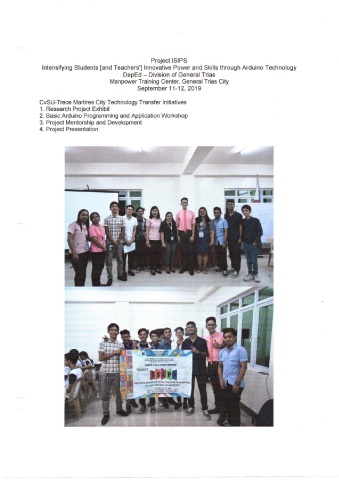 Project ISIPS
Intensifying Students [and Teachers'] Innovative Power and Skills through Arduino Technology
DepEd – Division of General Trias
Manpower Training Center, General Trias City
September 11-12, 2019
CvSU-Trece Martires City Technology Transfer Initiatives
1. Research Project Exhibit
2. Basic Arduino Programming and Application Workshop
3. Project Mentorship and Development
4. Project Presentation